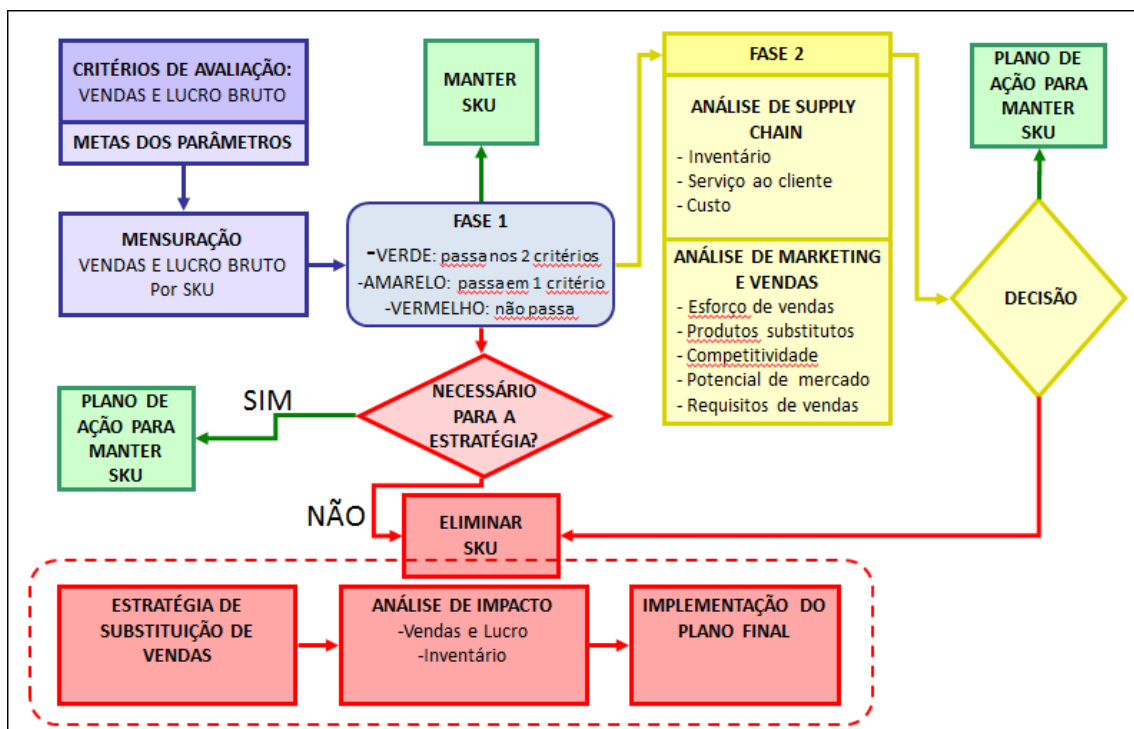 CRITÉRIOS DE AVALIAÇÃO:
VENDAS E LUCRO BRUTO
METAS DOS PARÂMETROS
MENSURAÇÃO
VENDAS E LUCRO BRUTO
Por SKU
MANTER
SKU
FASE 1
-VERDE: passa nos 2 critérios
-AMARELO: passa em 1 critério
-VERMELHO: não passa
FASE 2
ANÁLISE DE SUPPLY
CHAIN
- Inventário
- Serviço ao cliente
- Custo
ANÁLISE DE MARKETING
E VENDAS
- Esforço de vendas
- Produtos substitutos
- Competitividade
- Potencial de mercado
- Requisitos de vendas
PLANO DE
AÇÃO PARA
MANTER
SKU
DECISÃO
NECESSÁRIO
PARA A
ESTRATÉGIA?
SIM
PLANO DE
AÇÃO PARA
MANTER
SKU
NÃO
ELIMINAR
SKU
ESTRATÉGIA DE
SUBSTITUIÇÃO DE
VENDAS
ANÁLISE DE IMPACTO
-Vendas e Lucro
-Inventário
IMPLEMENTAÇÃO DO
PLANO FINAL